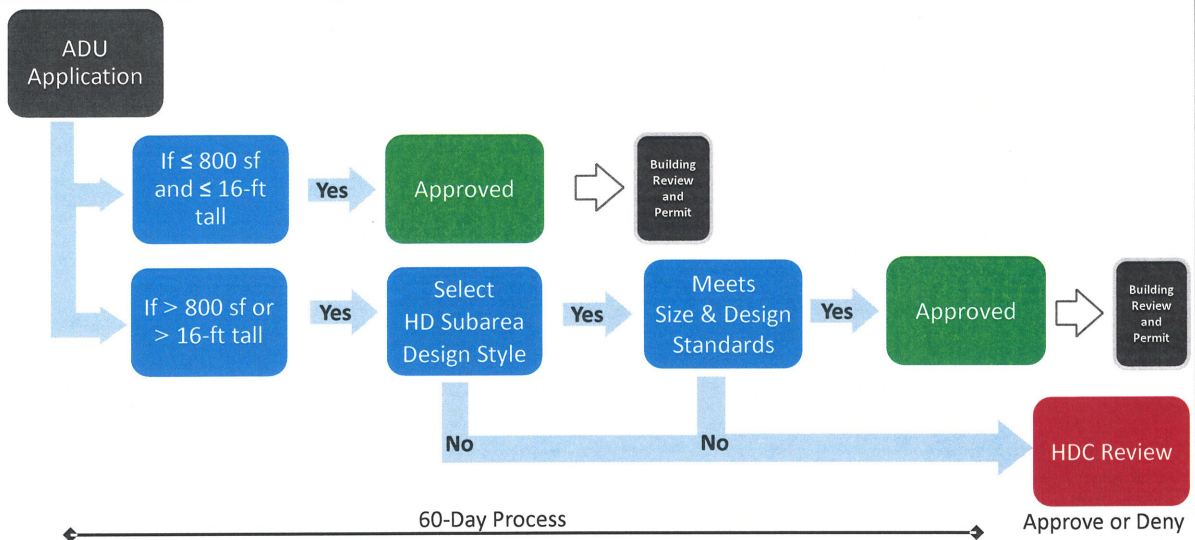 ADU
Application
If ≤ 800 sf
and ≤ 16-ft
tall
Yes
Approved
Building
Review
and
Permit
If > 800 sf or
> 16-ft tall
Yes
Select
HD Subarea
Design Style
Yes
Meets
Size & Design
Standards
Yes
Approved
Building
Review
and
Permit
No
No
HDC Review
60-Day Process
Approve or Deny